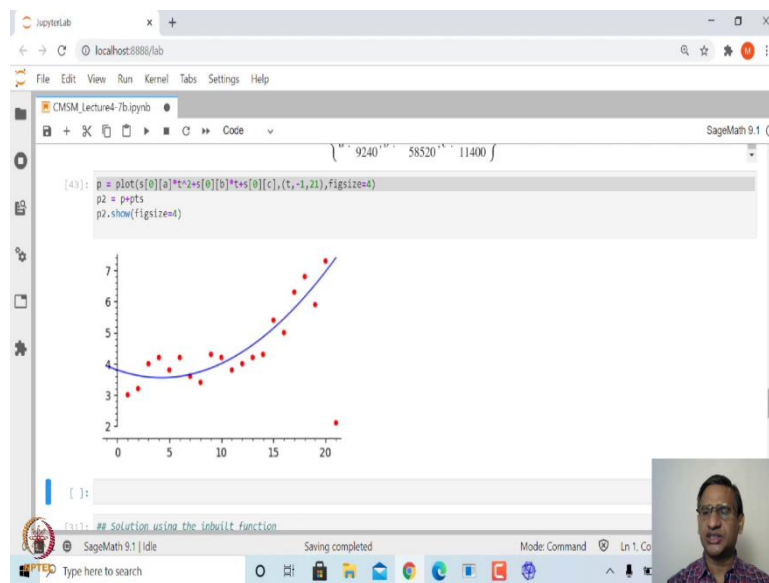 JupyterLab
localhost:8888/lab
M
File Edit View Run Kernel Tabs Settings Help
CMSM_Lecture4-7b.ipynb
Code
SageMath 9.1
9240 58520 11400
[43]: p = plot(s[0][a]*t^2+s[0][b]*t+s[0][c],(t,-1,21),figsize=4)
p2 = p+pts
p2.show(figsize=4)
7
6
5
4
3
2
0 5 10 15 20
[ ]:
[31]: ## Solution using the inbuilt function
SageMath 9.1 | Idle Saving completed Mode: Command Ln 1, Co
NPTEL
Type here to search